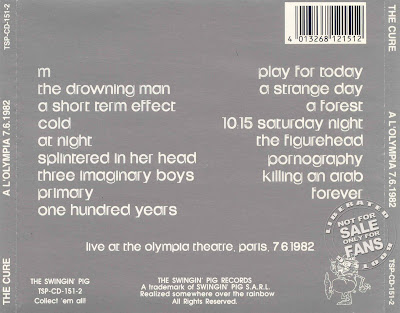 THE CURE
A L'OLYMPIA 7.6.1982
TSP-CD-151-2
4 013268 121512
m
the drowning man
a short term effect
cold
at night
splintered in her head
three imaginary boys
primary
one hundred years
play for today
a strange day
a forest
10.15 saturday night
the figurehead
pornography
killing an arab
forever
live at the olympia theatre, paris, 7.6.1982
THE SWINGIN' PIG
TSP-CD-151-2
Collect 'em all!
THE SWINGIN' PIG RECORDS
A trademark of SWINGIN' PIG S.A.R.L.
Realized somewhere over the rainbow
All Rights Reserved.
LIBERATED
NOT FOR
SALE
ONLY FOR
FANS
THE CURE
A L'OLYMPIA 7.6.1982
TSP-CD-151-2